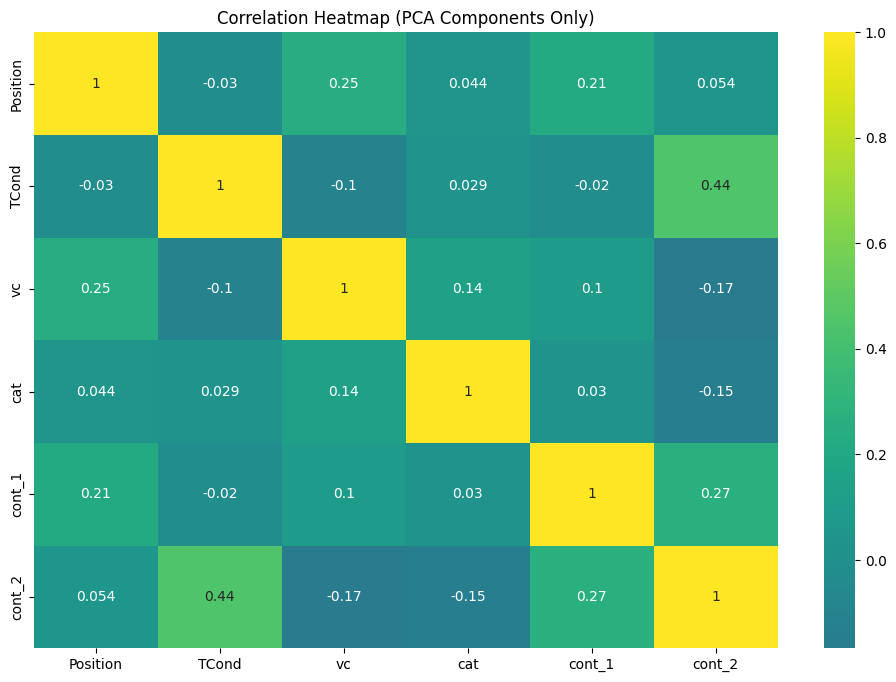 Correlation Heatmap (PCA Components Only)
Position 1 -0.03 0.25 0.044 0.21 0.054
TCond -0.03 1 -0.1 0.029 -0.02 0.44
vc 0.25 -0.1 1 0.14 0.1 -0.17
cat 0.044 0.029 0.14 1 0.03 -0.15
cont_1 0.21 -0.02 0.1 0.03 1 0.27
cont_2 0.054 0.44 -0.17 -0.15 0.27 1
Position TCond vc cat cont_1 cont_2
1.0
0.8
0.6
0.4
0.2
0.0